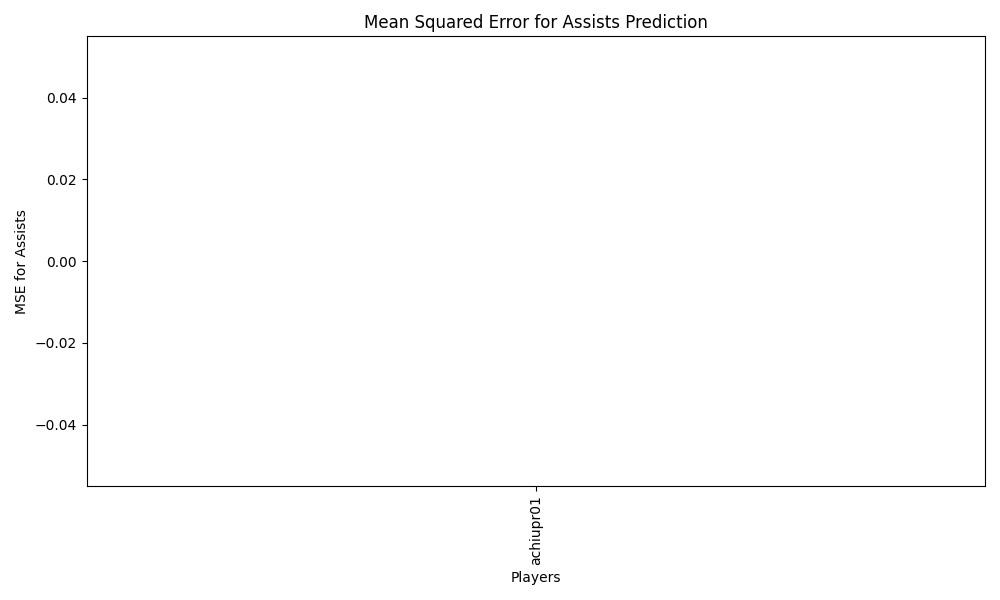 Mean Squared Error for Assists Prediction
0.04
0.02
0.00
−0.02
−0.04
MSE for Assists
achiupr01
Players